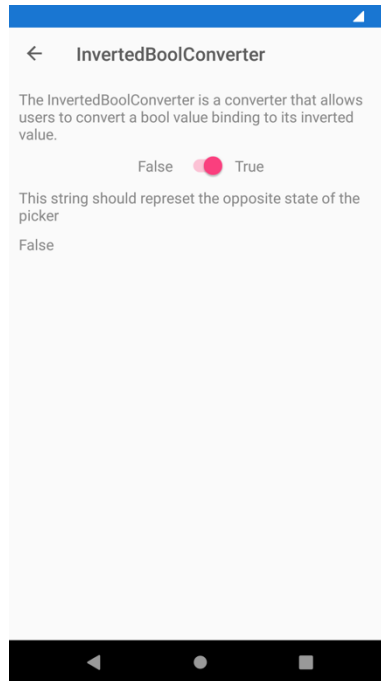 InvertedBoolConverter
The InvertedBoolConverter is a converter that allows
users to convert a bool value binding to its inverted
value.
False True
This string should represet the opposite state of the
picker
False